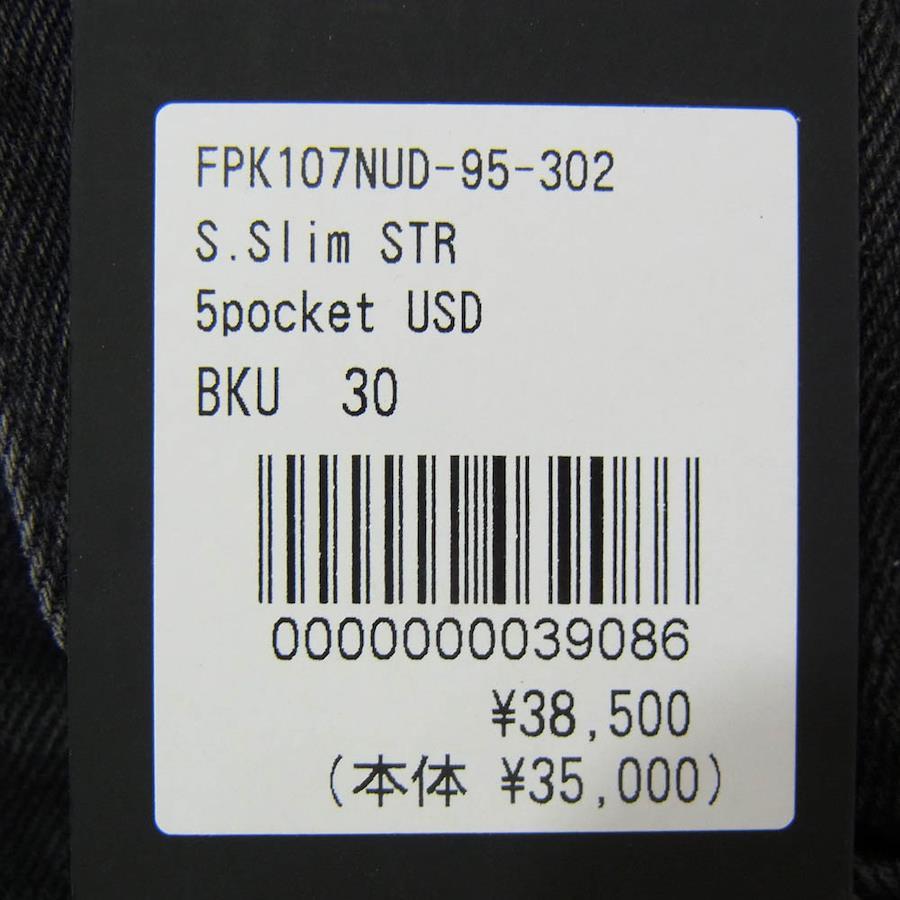 FPK107NUD-95-302
S.Slim STR
5pocket USD
BKU 30
0000000039086
¥38,500
(本体 ¥35,000)